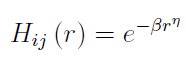 $H_{ij}(r) = e^{-\beta r^{\eta}}$